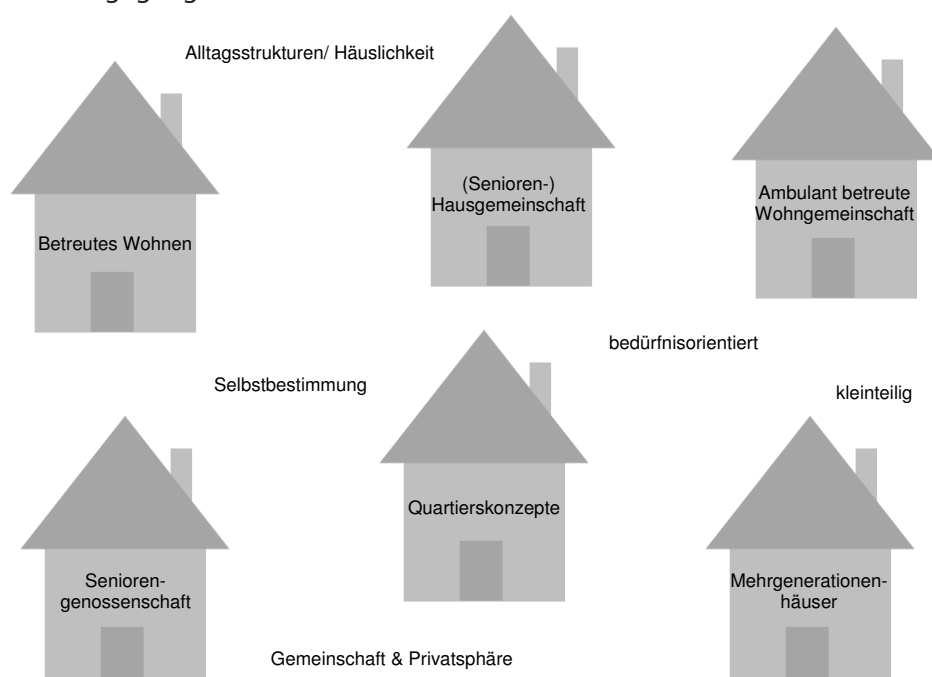 Alltagsstrukturen/ Häuslichkeit
(Senioren-)
Hausgemeinschaft
Ambulant betreute
Wohngemeinschaft
Betreutes Wohnen
bedürfnisorientiert
Selbstbestimmung
kleinteilig
Quartierskonzepte
Senioren-
genossenschaft
Mehrgenerationen-
häuser
Gemeinschaft & Privatsphäre